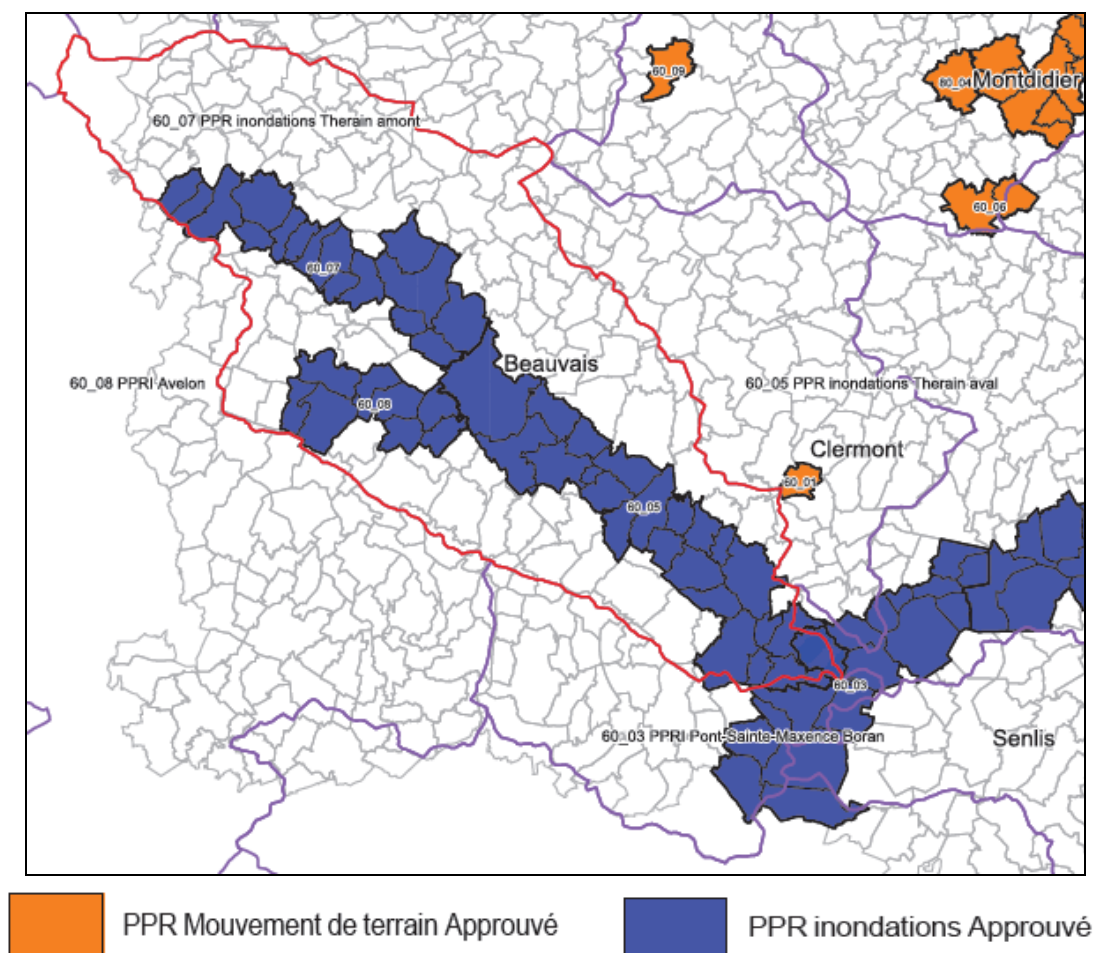 60_09
60_04
Montdidier
60_07 PPR inondations Therain amont
60_06
60_07
Beauvais
60_08 PPRI Avelon
60_05 PPR inondations Therain aval
60_08
Clermont
60_01
60_05
60_03
60_03 PPRI Pont-Sainte-Maxence Boran
Senlis
PPR Mouvement de terrain Approuvé
PPR inondations Approuvé